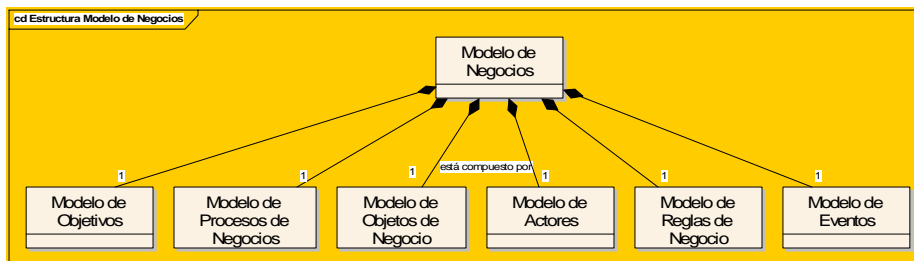 cd Estructura Modelo de Negocios
Modelo de
Negocios
1
1
1
está compuesto por
1
1
1
Modelo de
Objetivos
Modelo de
Procesos de
Negocios
Modelo de
Objetos de
Negocio
Modelo de
Actores
Modelo de
Reglas de
Negocio
Modelo de
Eventos